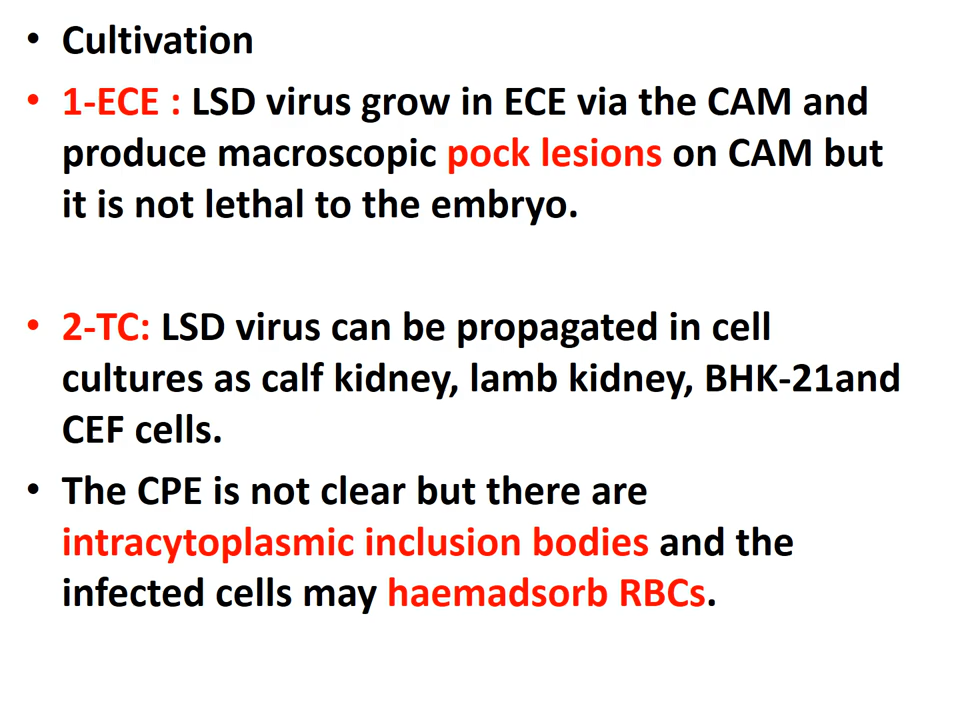 • Cultivation
• 1-ECE : LSD virus grow in ECE via the CAM and
produce macroscopic pock lesions on CAM but
it is not lethal to the embryo.
• 2-TC: LSD virus can be propagated in cell
cultures as calf kidney, lamb kidney, BHK-21and
CEF cells.
• The CPE is not clear but there are
intracytoplasmic inclusion bodies and the
infected cells may haemadsorb RBCs.